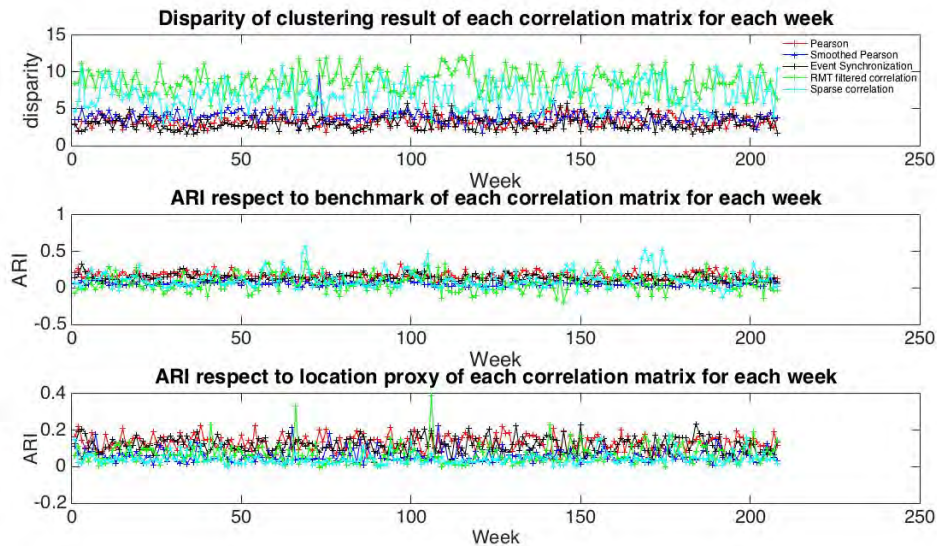 Disparity of clustering result of each correlation matrix for each week
15
10
5
0
disparity
0 50 100 150 200 250
Week
Pearson
Smoothed Pearson
Event Synchronization
RMT filtered correlation
Sparse correlation
ARI respect to benchmark of each correlation matrix for each week
1
0.5
0
-0.5
ARI
0 50 100 150 200 250
Week
ARI respect to location proxy of each correlation matrix for each week
0.4
0.2
0
-0.2
ARI
0 50 100 150 200 250
Week